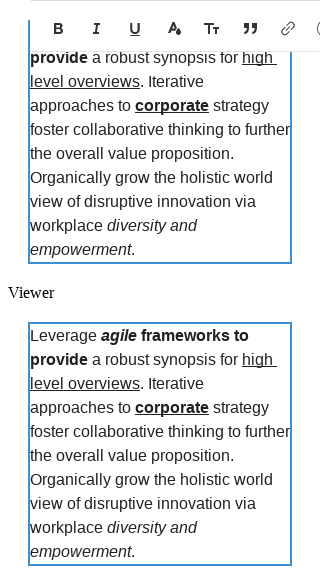 B I U A TT
provide a robust synopsis for high
level overviews. Iterative
approaches to corporate strategy
foster collaborative thinking to further
the overall value proposition.
Organically grow the holistic world
view of disruptive innovation via
workplace diversity and
empowerment.
Viewer
Leverage agile frameworks to
provide a robust synopsis for high
level overviews. Iterative
approaches to corporate strategy
foster collaborative thinking to further
the overall value proposition.
Organically grow the holistic world
view of disruptive innovation via
workplace diversity and
empowerment.